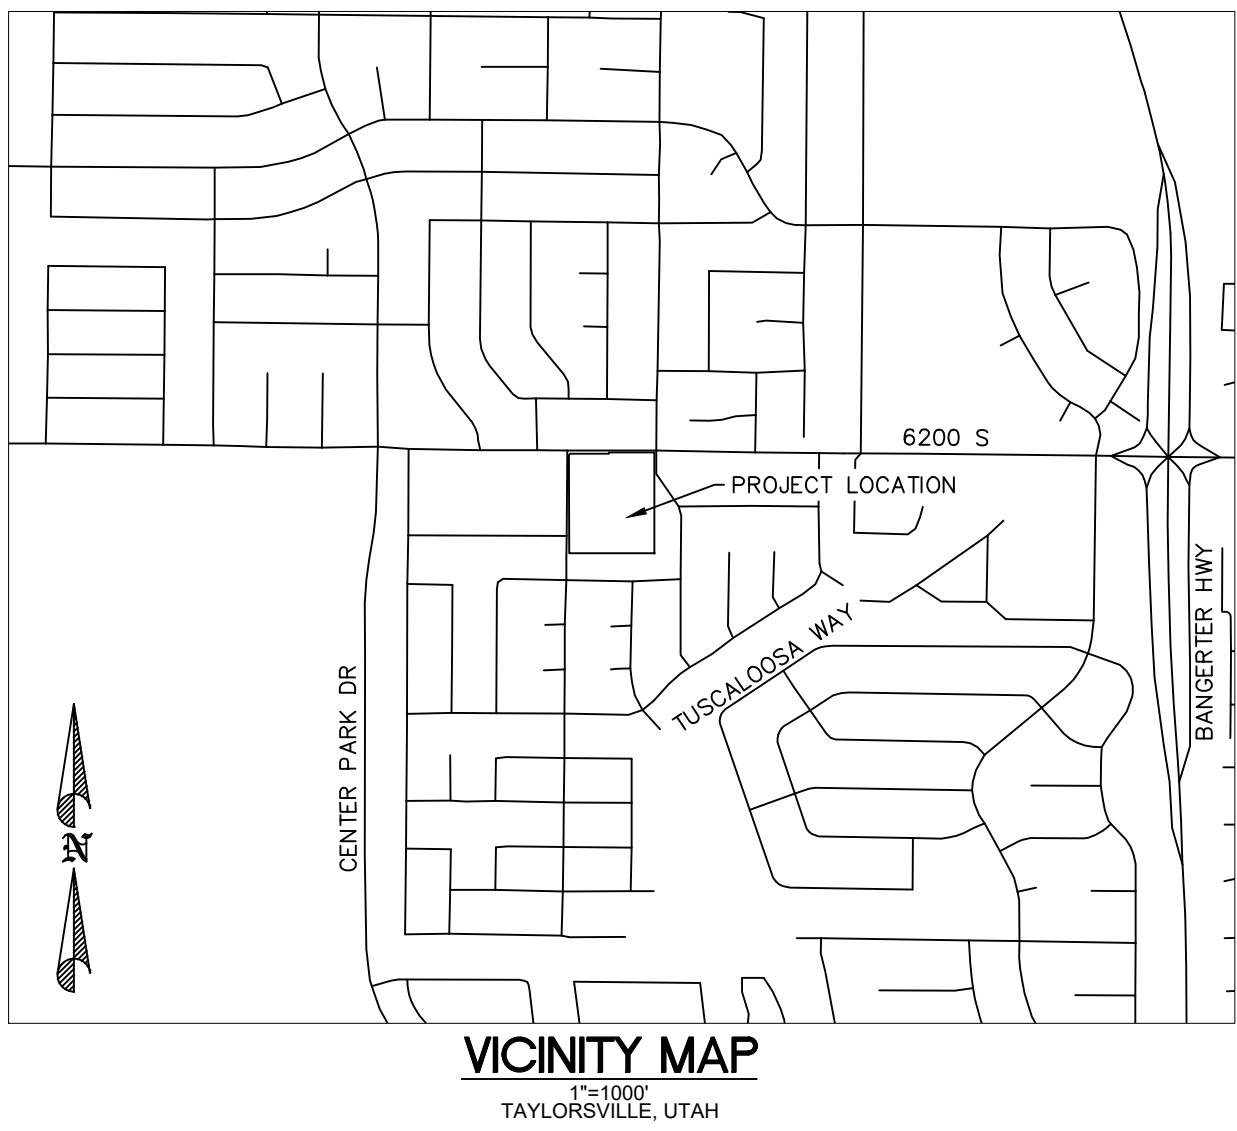 6200 S
PROJECT LOCATION
BANGERTER HWY
TUSCALOOSA WAY
CENTER PARK DR
N
VICINITY MAP
1"=1000'
TAYLORSVILLE, UTAH